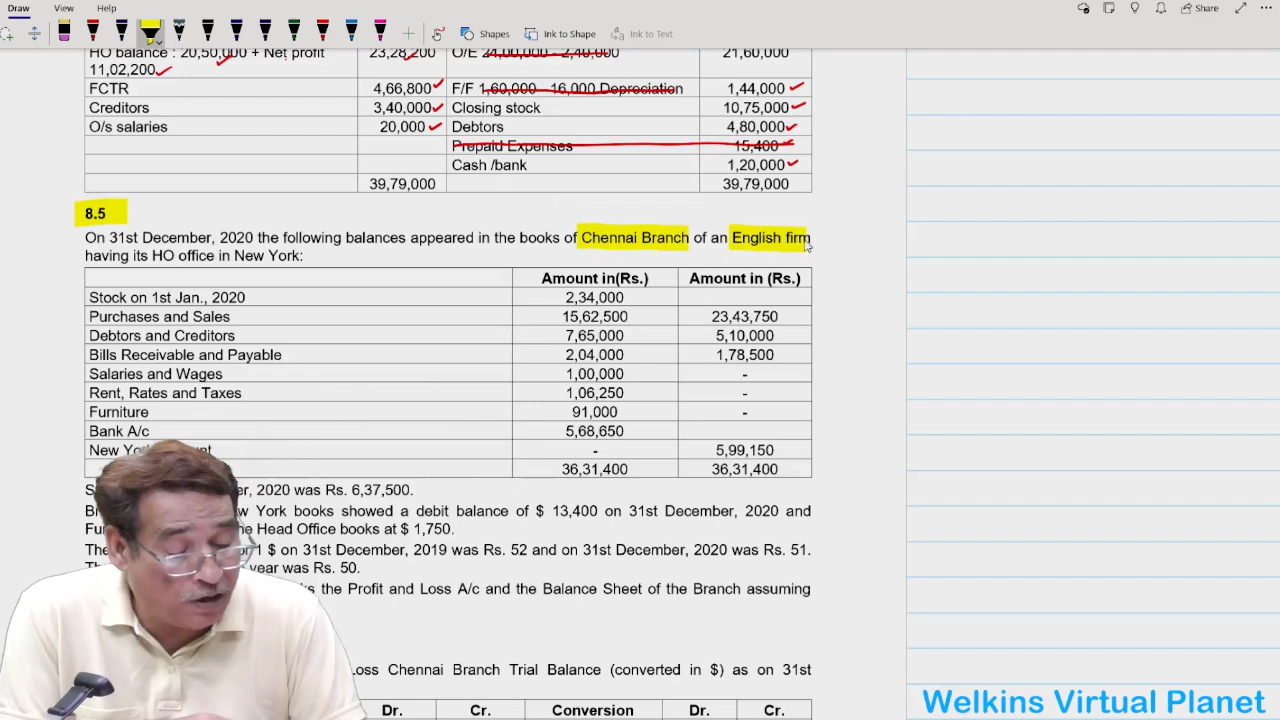 Draw View Help
Share
Shapes Ink to Shape Ink to Text
HO balance : 20,50,000 + Net profit 23,28,200 O/E 24,00,000 - 2,40,000 21,60,000
11,02,200
FCTR 4,66,800 F/F 1,60,000 - 16,000 Depreciation 1,44,000
Creditors 3,40,000 Closing stock 10,75,000
O/s salaries 20,000 Debtors 4,80,000
Prepaid Expenses 15,400
Cash /bank 1,20,000
39,79,000 39,79,000
8.5
On 31st December, 2020 the following balances appeared in the books of Chennai Branch of an English firm
having its HO office in New York:
Amount in(Rs.) Amount in (Rs.)
Stock on 1st Jan., 2020 2,34,000
Purchases and Sales 15,62,500 23,43,750
Debtors and Creditors 7,65,000 5,10,000
Bills Receivable and Payable 2,04,000 1,78,500
Salaries and Wages 1,00,000 -
Rent, Rates and Taxes 1,06,250 -
Furniture 91,000 -
Bank A/c 5,68,650
New - 5,99,150
36,31,400 36,31,400
2020 was Rs. 6,37,500.
York books showed a debit balance of $ 13,400 on 31st December, 2020 and
Head Office books at $ 1,750.
1 $ on 31st December, 2019 was Rs. 52 and on 31st December, 2020 was Rs. 51.
year was Rs. 50.
the Profit and Loss A/c and the Balance Sheet of the Branch assuming
Loss Chennai Branch Trial Balance (converted in $) as on 31st
Dr. Cr. Conversion Dr. Cr.
Welkins Virtual Planet